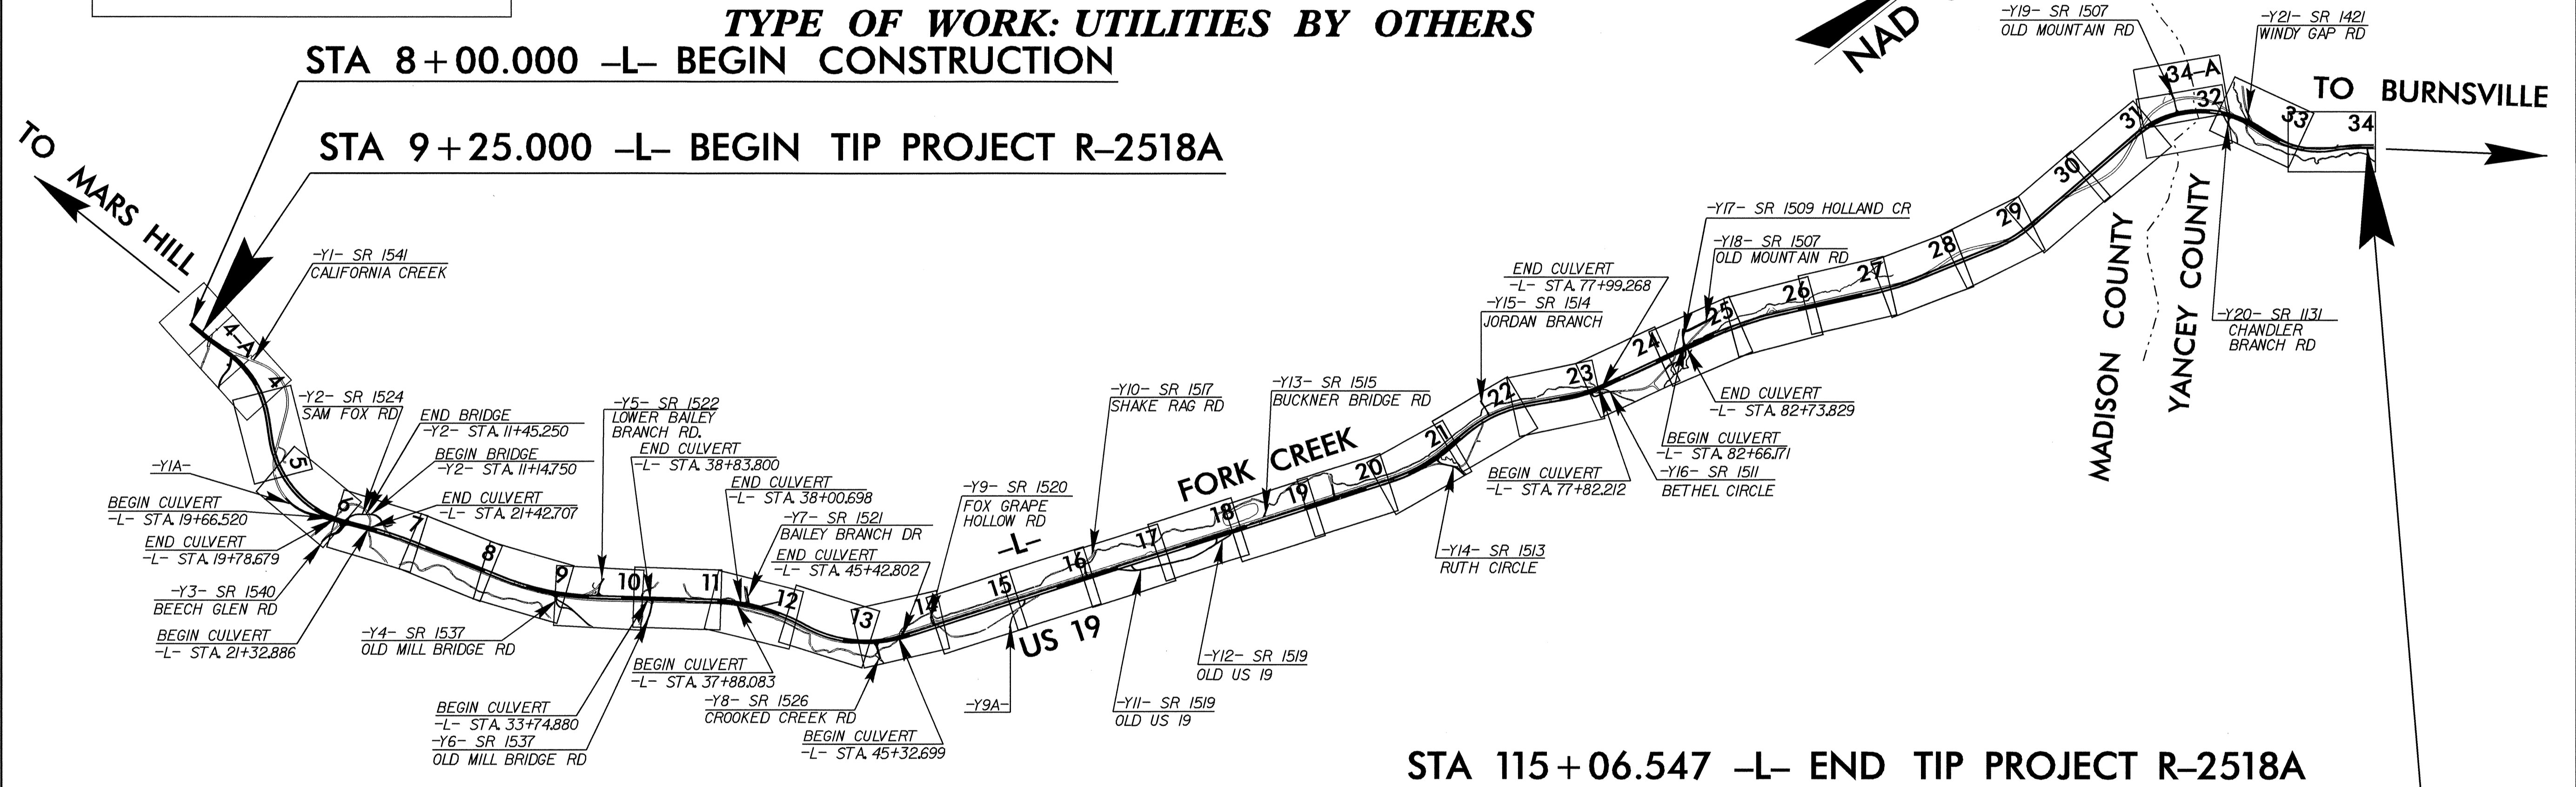 TYPE OF WORK: UTILITIES BY OTHERS
STA 8+00.000 –L– BEGIN CONSTRUCTION
STA 9+25.000 –L– BEGIN TIP PROJECT R–2518A
TO MARS HILL
NAD
-Y19- SR 1507
OLD MOUNTAIN RD
-Y21- SR 1421
WINDY GAP RD
TO BURNSVILLE
-Y1- SR 1541
CALIFORNIA CREEK
-Y2- SR 1524
SAM FOX RD
END BRIDGE
-Y2- STA. 11+45.250
BEGIN BRIDGE
-Y2- STA. 11+14.750
END CULVERT
-L- STA. 21+42.707
-Y1A-
BEGIN CULVERT
-L- STA. 19+66.520
END CULVERT
-L- STA. 19+78.679
-Y3- SR 1540
BEECH GLEN RD
BEGIN CULVERT
-L- STA. 21+32.886
-Y4- SR 1537
OLD MILL BRIDGE RD
-Y5- SR 1522
LOWER BAILEY
BRANCH RD.
END CULVERT
-L- STA. 38+83.800
END CULVERT
-L- STA. 38+00.698
-Y7- SR 1521
BAILEY BRANCH DR
END CULVERT
-L- STA. 45+42.802
BEGIN CULVERT
-L- STA. 33+74.880
-Y6- SR 1537
OLD MILL BRIDGE RD
BEGIN CULVERT
-L- STA. 37+88.083
-Y8- SR 1526
CROOKED CREEK RD
BEGIN CULVERT
-L- STA. 45+32.699
-Y9- SR 1520
FOX GRAPE
HOLLOW RD
–L–
US 19
-Y9A-
-Y10- SR 1517
SHAKE RAG RD
-Y11- SR 1519
OLD US 19
-Y12- SR 1519
OLD US 19
-Y13- SR 1515
BUCKNER BRIDGE RD
FORK CREEK
-Y14- SR 1513
RUTH CIRCLE
END CULVERT
-L- STA. 77+99.268
-Y15- SR 1514
JORDAN BRANCH
BEGIN CULVERT
-L- STA. 77+82.212
-Y17- SR 1509 HOLLAND CR
-Y18- SR 1507
OLD MOUNTAIN RD
END CULVERT
-L- STA. 82+73.829
BEGIN CULVERT
-L- STA. 82+66.171
-Y16- SR 1511
BETHEL CIRCLE
MADISON COUNTY
YANCEY COUNTY
-Y20- SR 1131
CHANDLER
BRANCH RD
4-A
4
5
6
7
8
9
10
11
12
13
14
15
16
17
18
19
20
21
22
23
24
25
26
27
28
29
30
31
34-A
32
33
34
STA 115+06.547 –L– END TIP PROJECT R–2518A